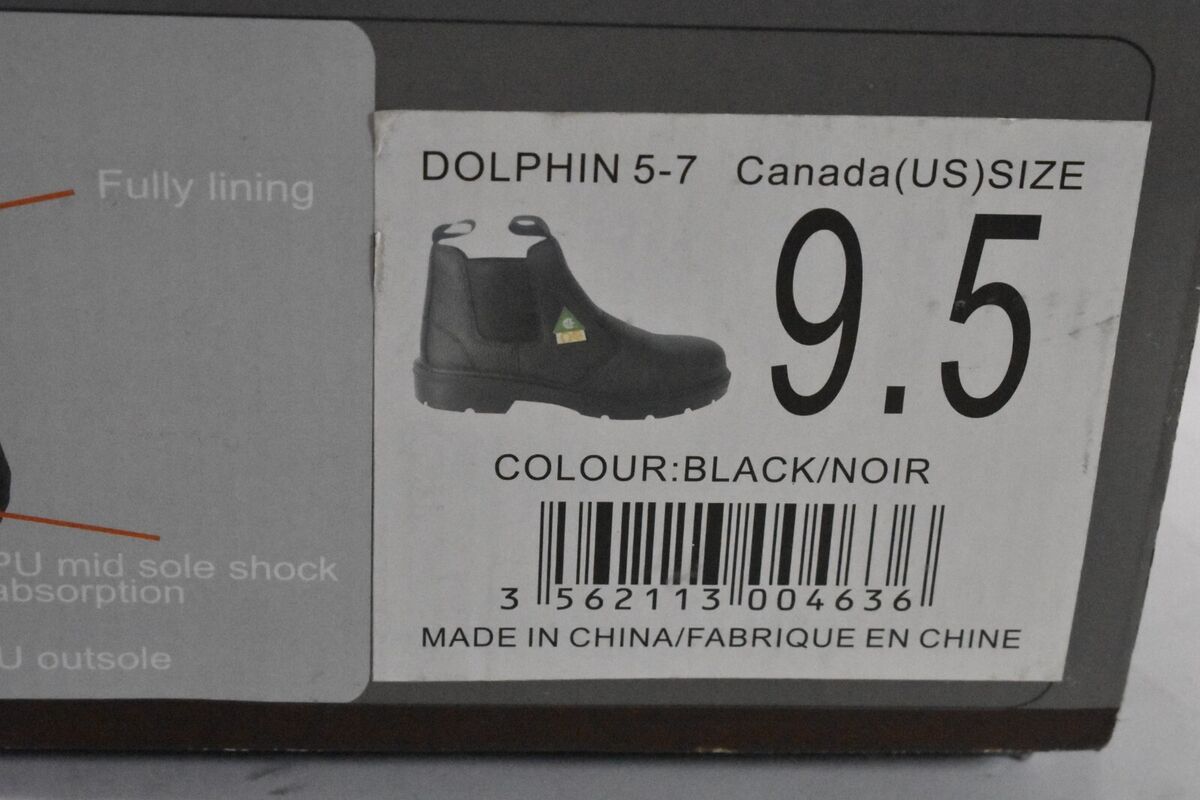 Fully lining
PU mid sole shock
absorption
U outsole
DOLPHIN 5-7 Canada(US)SIZE
9.5
COLOUR:BLACK/NOIR
3 562113 004636
MADE IN CHINA/FABRIQUE EN CHINE